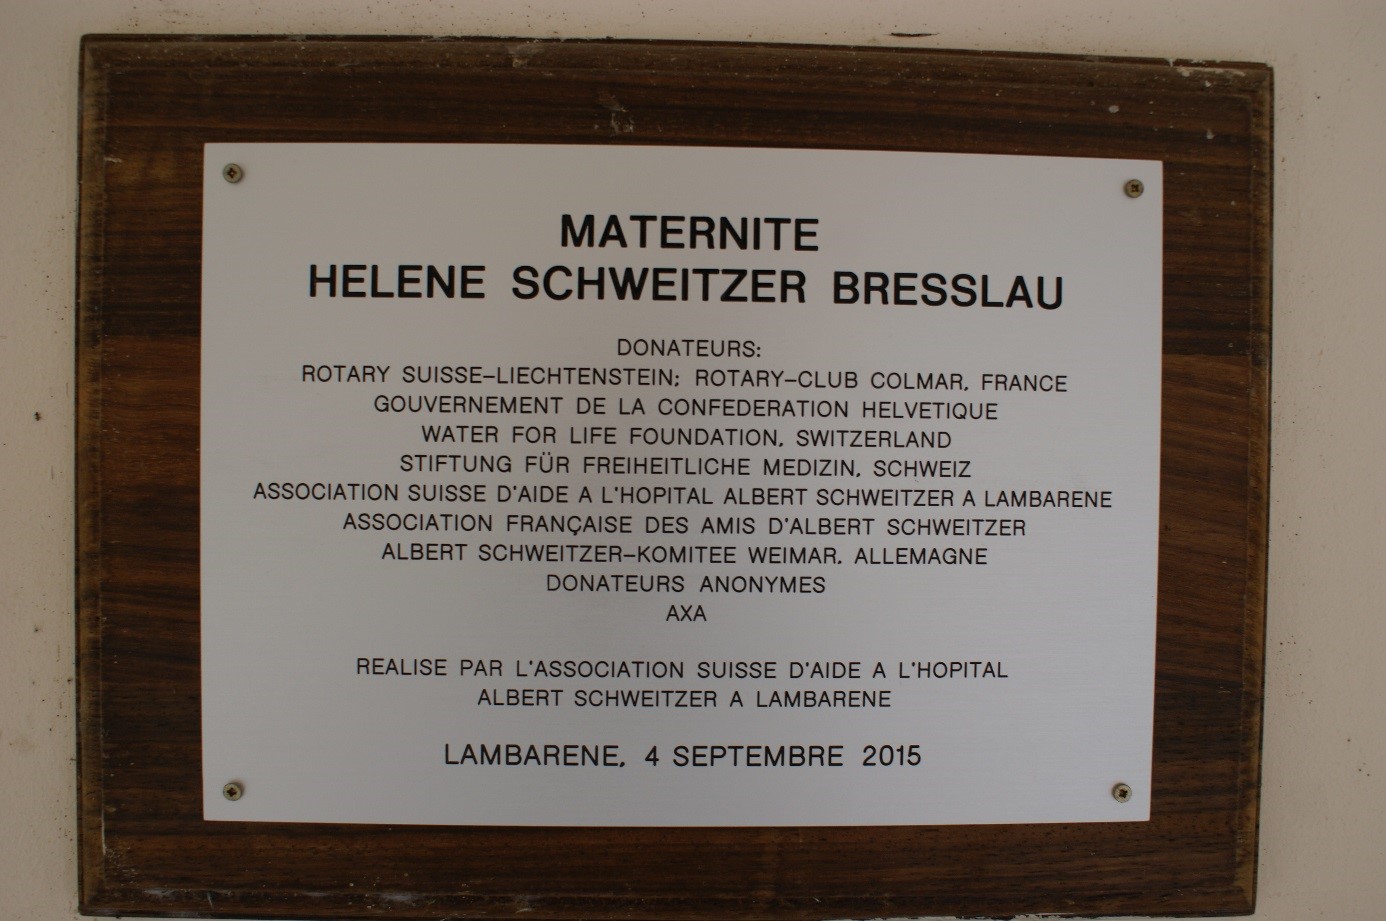 MATERNITE
HELENE SCHWEITZER BRESSLAU
DONATEURS:
ROTARY SUISSE–LIECHTENSTEIN; ROTARY–CLUB COLMAR, FRANCE
GOUVERNEMENT DE LA CONFEDERATION HELVETIQUE
WATER FOR LIFE FOUNDATION, SWITZERLAND
STIFTUNG FÜR FREIHEITLICHE MEDIZIN, SCHWEIZ
ASSOCIATION SUISSE D'AIDE A L'HOPITAL ALBERT SCHWEITZER A LAMBARENE
ASSOCIATION FRANÇAISE DES AMIS D'ALBERT SCHWEITZER
ALBERT SCHWEITZER–KOMITEE WEIMAR, ALLEMAGNE
DONATEURS ANONYMES
AXA
REALISE PAR L'ASSOCIATION SUISSE D'AIDE A L'HOPITAL
ALBERT SCHWEITZER A LAMBARENE
LAMBARENE, 4 SEPTEMBRE 2015